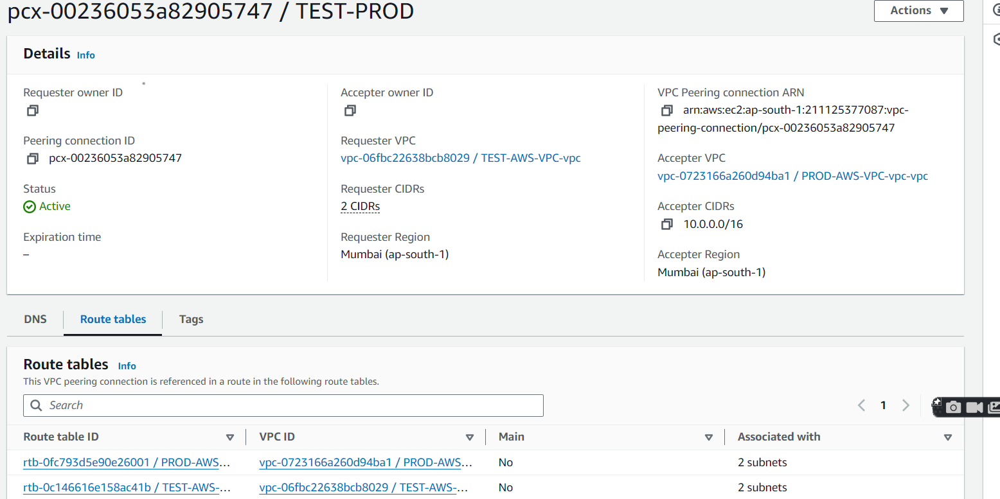 pcx-00236053a82905747 / TEST-PROD
Actions
Details Info
Requester owner ID
Peering connection ID
pcx-00236053a82905747
Status
Active
Expiration time
–
Accepter owner ID
Requester VPC
vpc-06fbc22638bcb8029 / TEST-AWS-VPC-vpc
Requester CIDRs
2 CIDRs
Requester Region
Mumbai (ap-south-1)
VPC Peering connection ARN
arn:aws:ec2:ap-south-1:211125377087:vpc-
peering-connection/pcx-00236053a82905747
Accepter VPC
vpc-0723166a260d94ba1 / PROD-AWS-VPC-vpc-vpc
Accepter CIDRs
10.0.0.0/16
Accepter Region
Mumbai (ap-south-1)
DNS Route tables Tags
Route tables Info
This VPC peering connection is referenced in a route in the following route tables.
Search
1
Route table ID VPC ID Main Associated with
rtb-0fc793d5e90e26001 / PROD-AWS… vpc-0723166a260d94ba1 / PROD-AWS… No 2 subnets
rtb-0c146616e158ac41b / TEST-AWS-… vpc-06fbc22638bcb8029 / TEST-AWS-… No 2 subnets